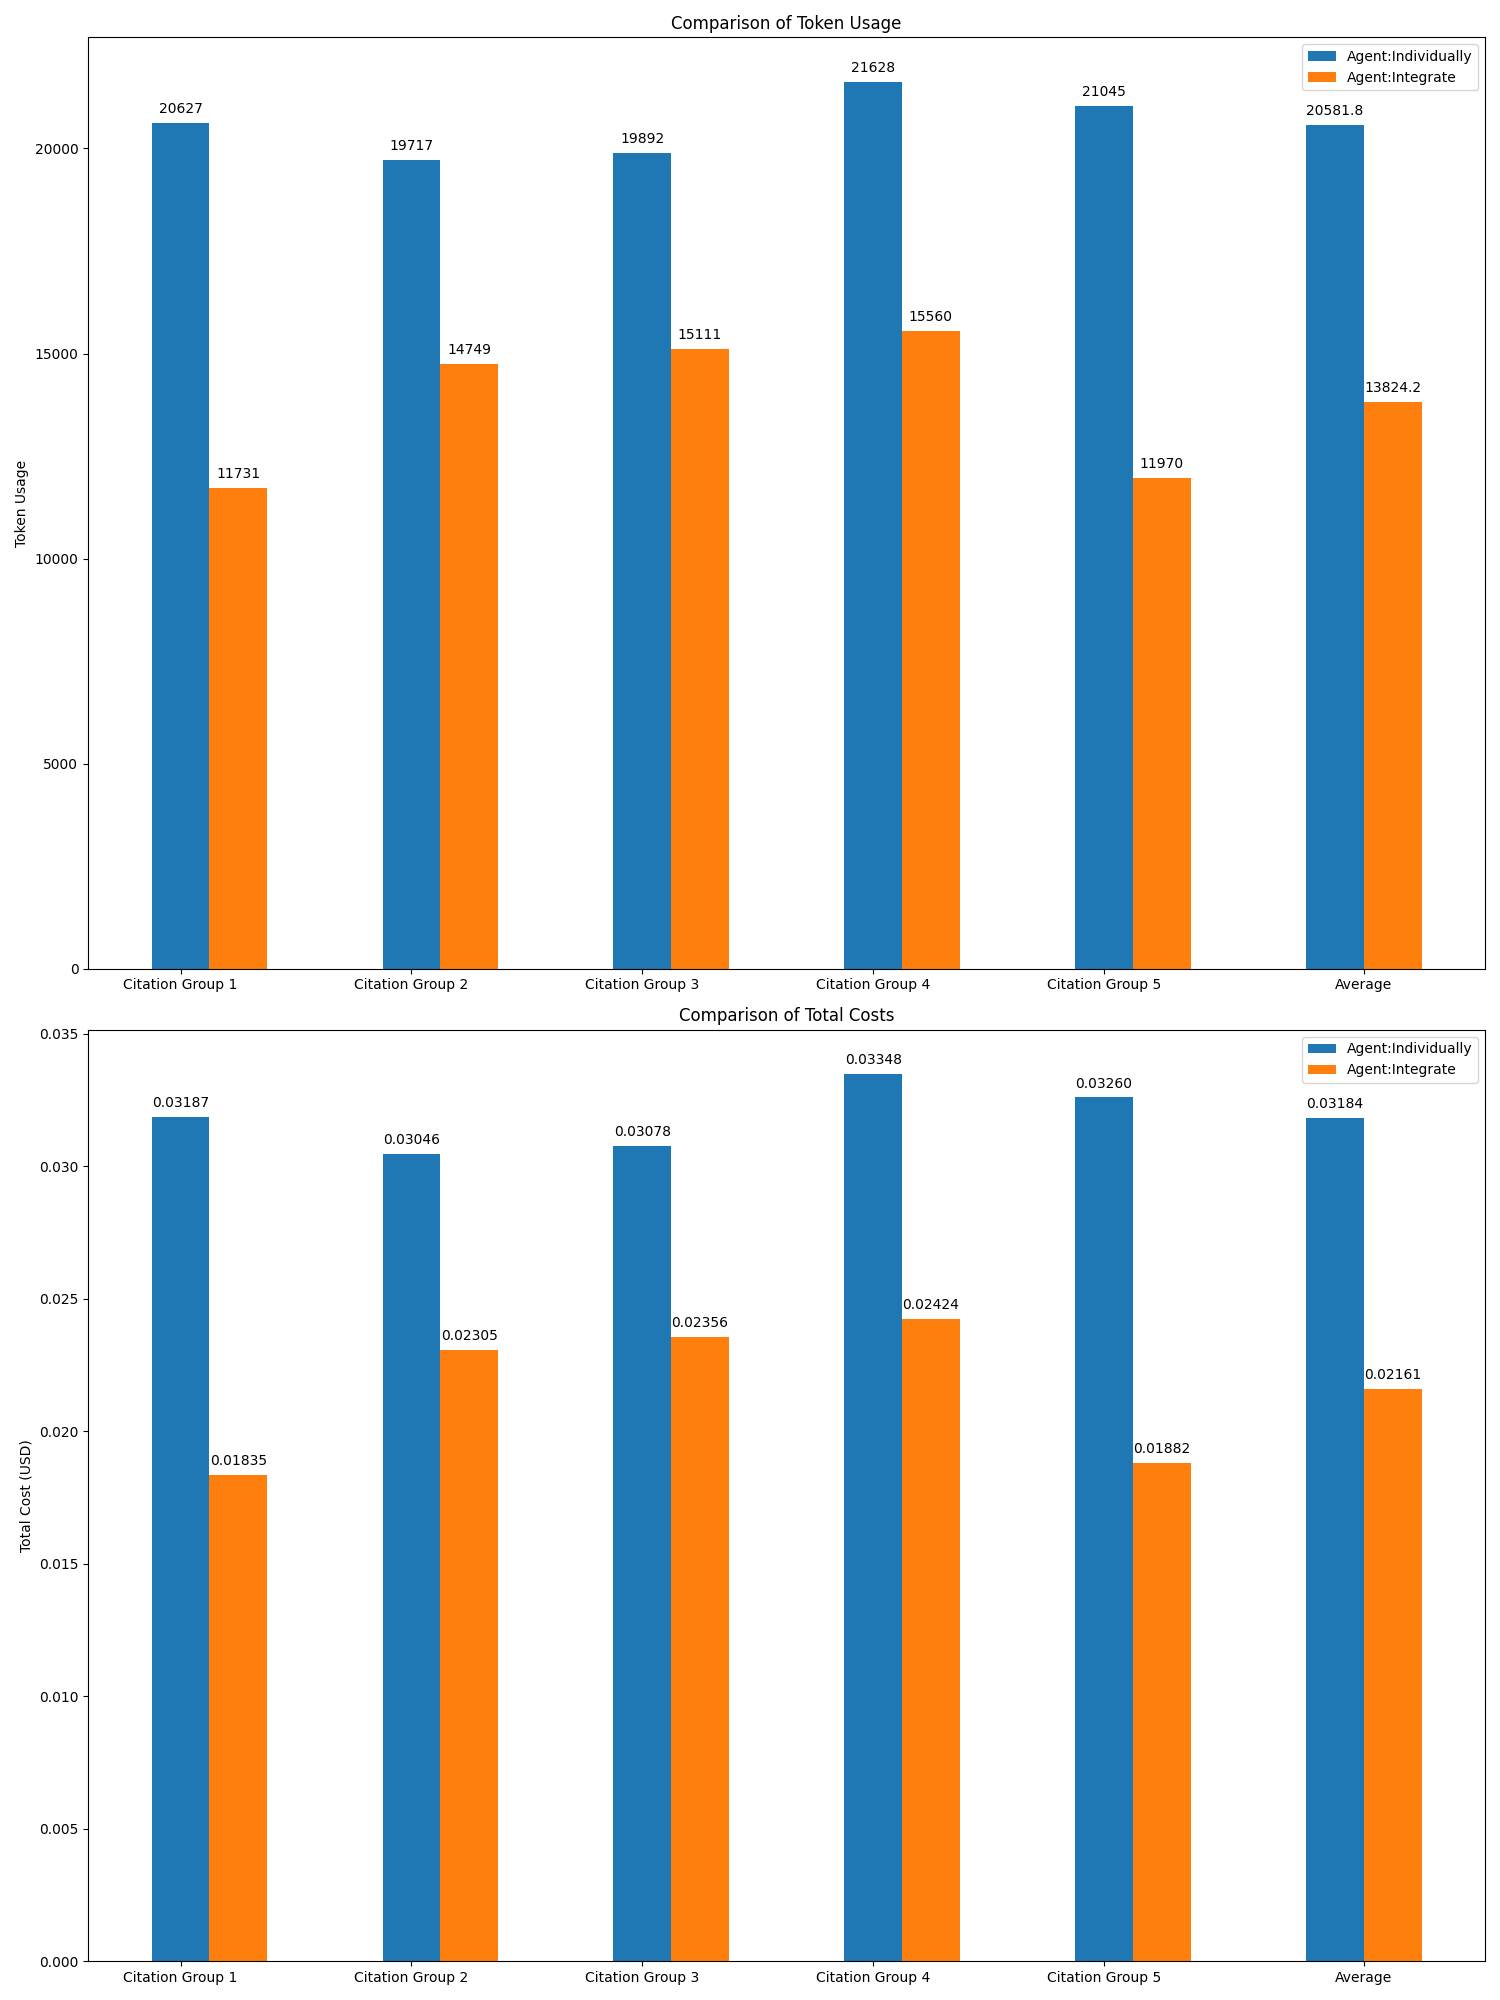 Comparison of Token Usage
Agent:Individually
Agent:Integrate
21628
21045
20627
20581.8
19892
19717
20000
15560
15111
15000
14749
13824.2
11970
11731
10000
5000
0
Token Usage
Citation Group 1
Citation Group 2
Citation Group 3
Citation Group 4
Citation Group 5
Average
Comparison of Total Costs
Agent:Individually
Agent:Integrate
0.035
0.03348
0.03260
0.03187
0.03184
0.03078
0.03046
0.030
0.025
0.02424
0.02356
0.02305
0.02161
0.020
0.01882
0.01835
0.015
0.010
0.005
0.000
Total Cost (USD)
Citation Group 1
Citation Group 2
Citation Group 3
Citation Group 4
Citation Group 5
Average